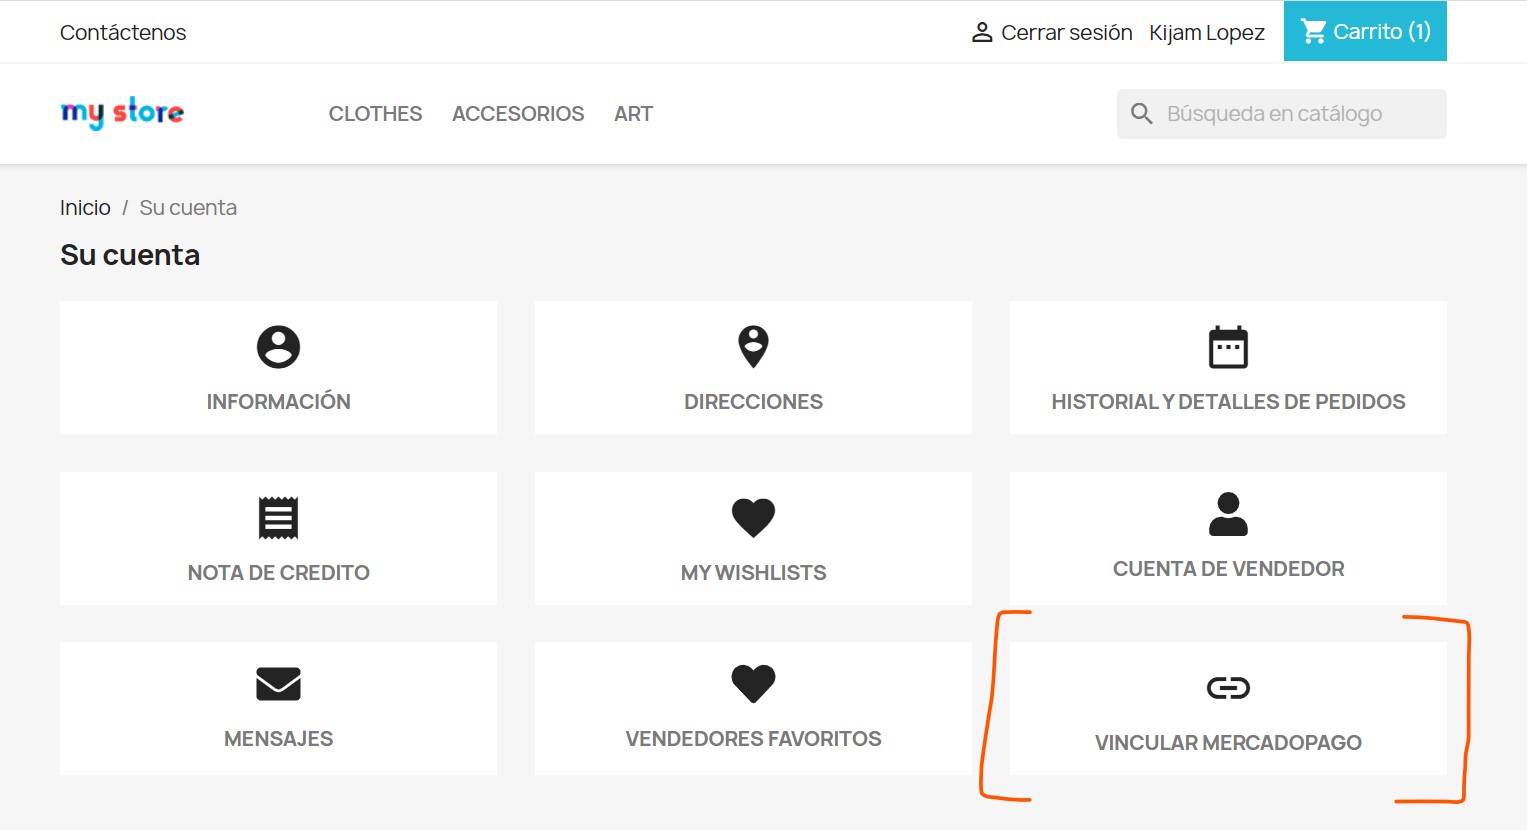 Contáctenos
Cerrar sesión Kijam Lopez Carrito (1)
my store CLOTHES ACCESORIOS ART Búsqueda en catálogo
Inicio / Su cuenta
Su cuenta
INFORMACIÓN
DIRECCIONES
HISTORIAL Y DETALLES DE PEDIDOS
NOTA DE CREDITO
MY WISHLISTS
CUENTA DE VENDEDOR
MENSAJES
VENDEDORES FAVORITOS
VINCULAR MERCADOPAGO